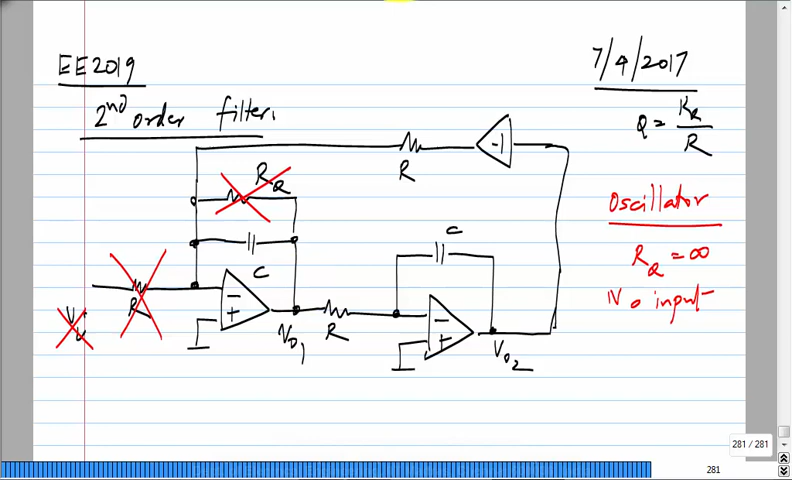 EE2019
7/4/2017
2nd order filter.
Q = RQ
R
-1
R
RQ
Oscillator
C
C
RQ = ∞
R
Vi
No input
−
+
−
+
R
Vo1
Vo2
281 / 281
281